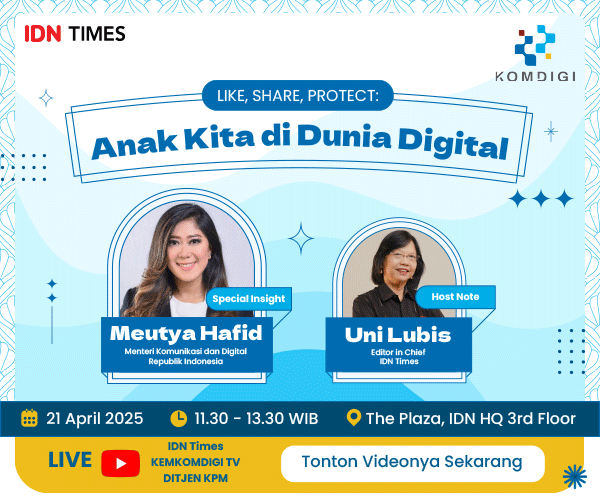 IDN TIMES
KOMDIGI
LIKE, SHARE, PROTECT:
Anak Kita di Dunia Digital
Special Insight
Meutya Hafid
Menteri Komunikasi dan Digital
Republik Indonesia
Host Note
Uni Lubis
Editor in Chief
IDN Times
21 April 2025
11.30 - 13.30 WIB
The Plaza, IDN HQ 3rd Floor
LIVE
IDN Times
KEMKOMDIGI TV
DITJEN KPM
Tonton Videonya Sekarang